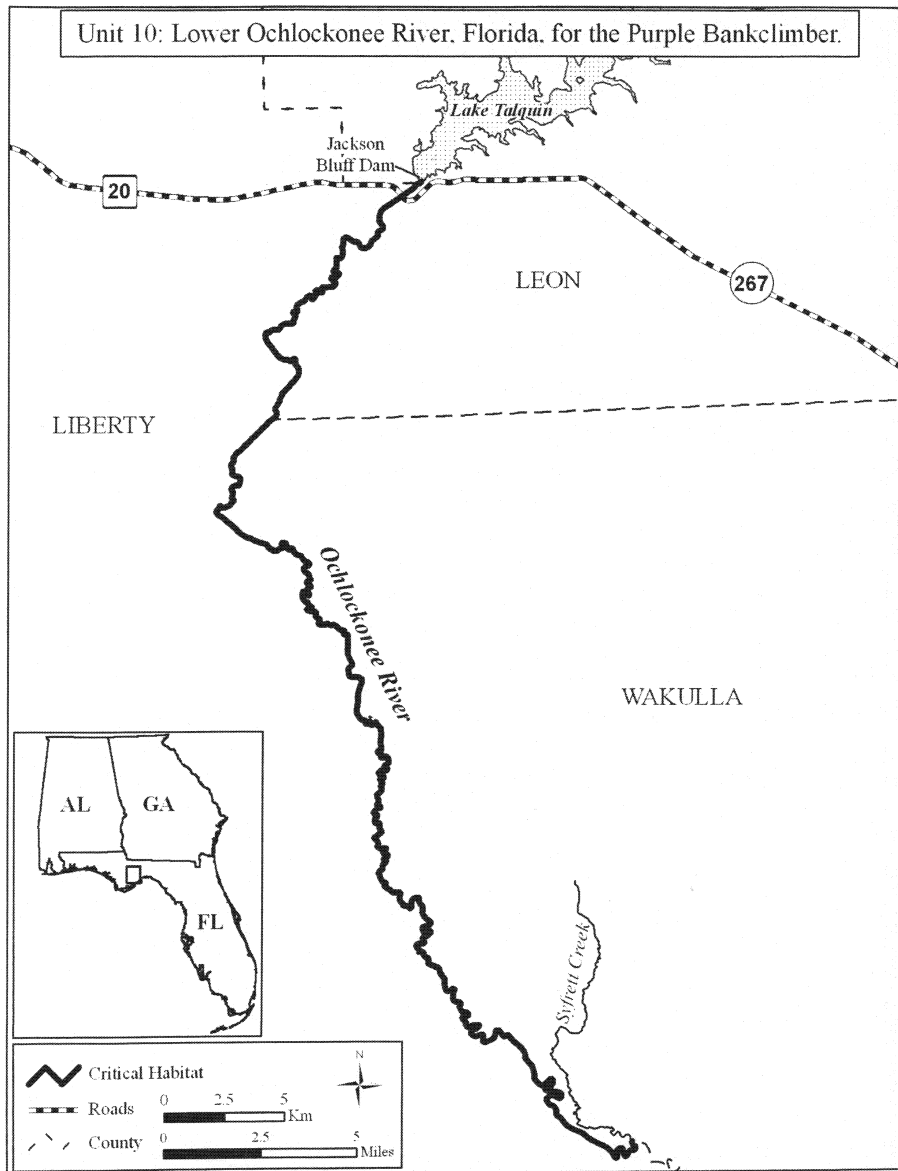 Unit 10: Lower Ochlockonee River, Florida, for the Purple Bankclimber.
Lake Talquin
Jackson
Bluff Dam
20
LEON
267
LIBERTY
Ochlockonee River
WAKULLA
AL
GA
FL
Syfrett Creek
Critical Habitat
Roads
County
N
0 2.5 5
Km
0 2.5 5
Miles